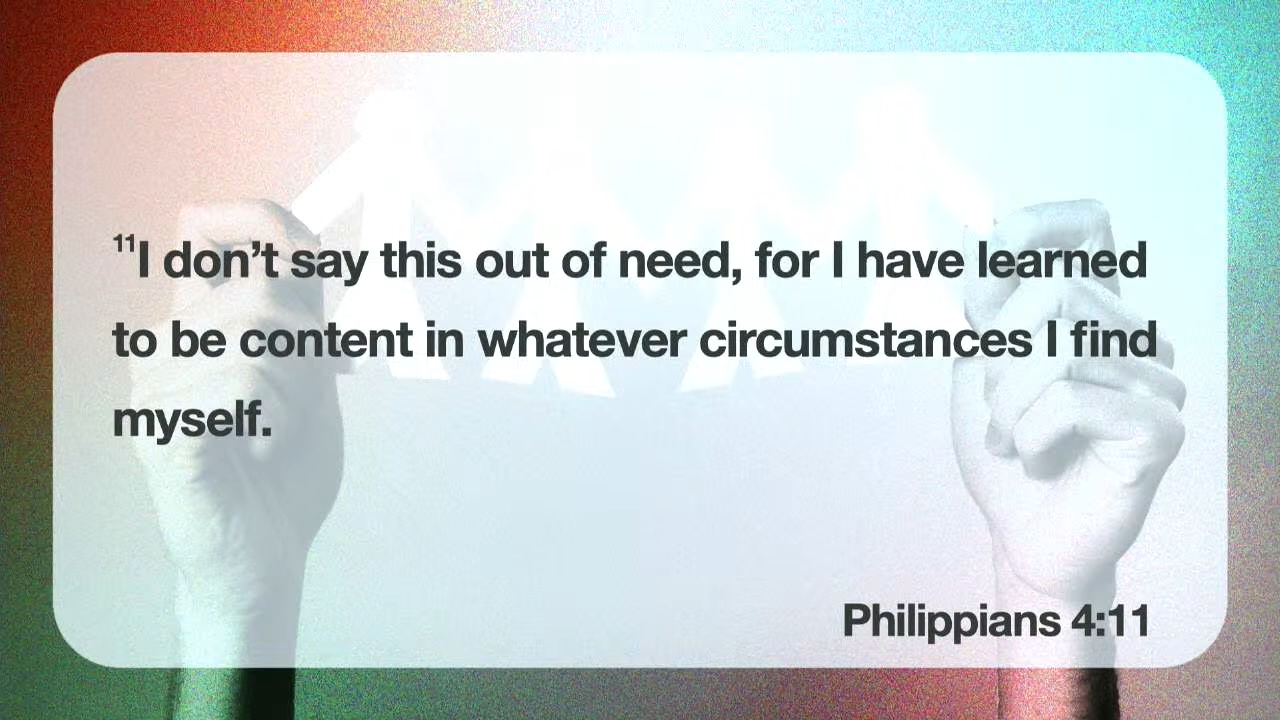 ¹¹I don’t say this out of need, for I have learned
to be content in whatever circumstances I find
myself.
Philippians 4:11